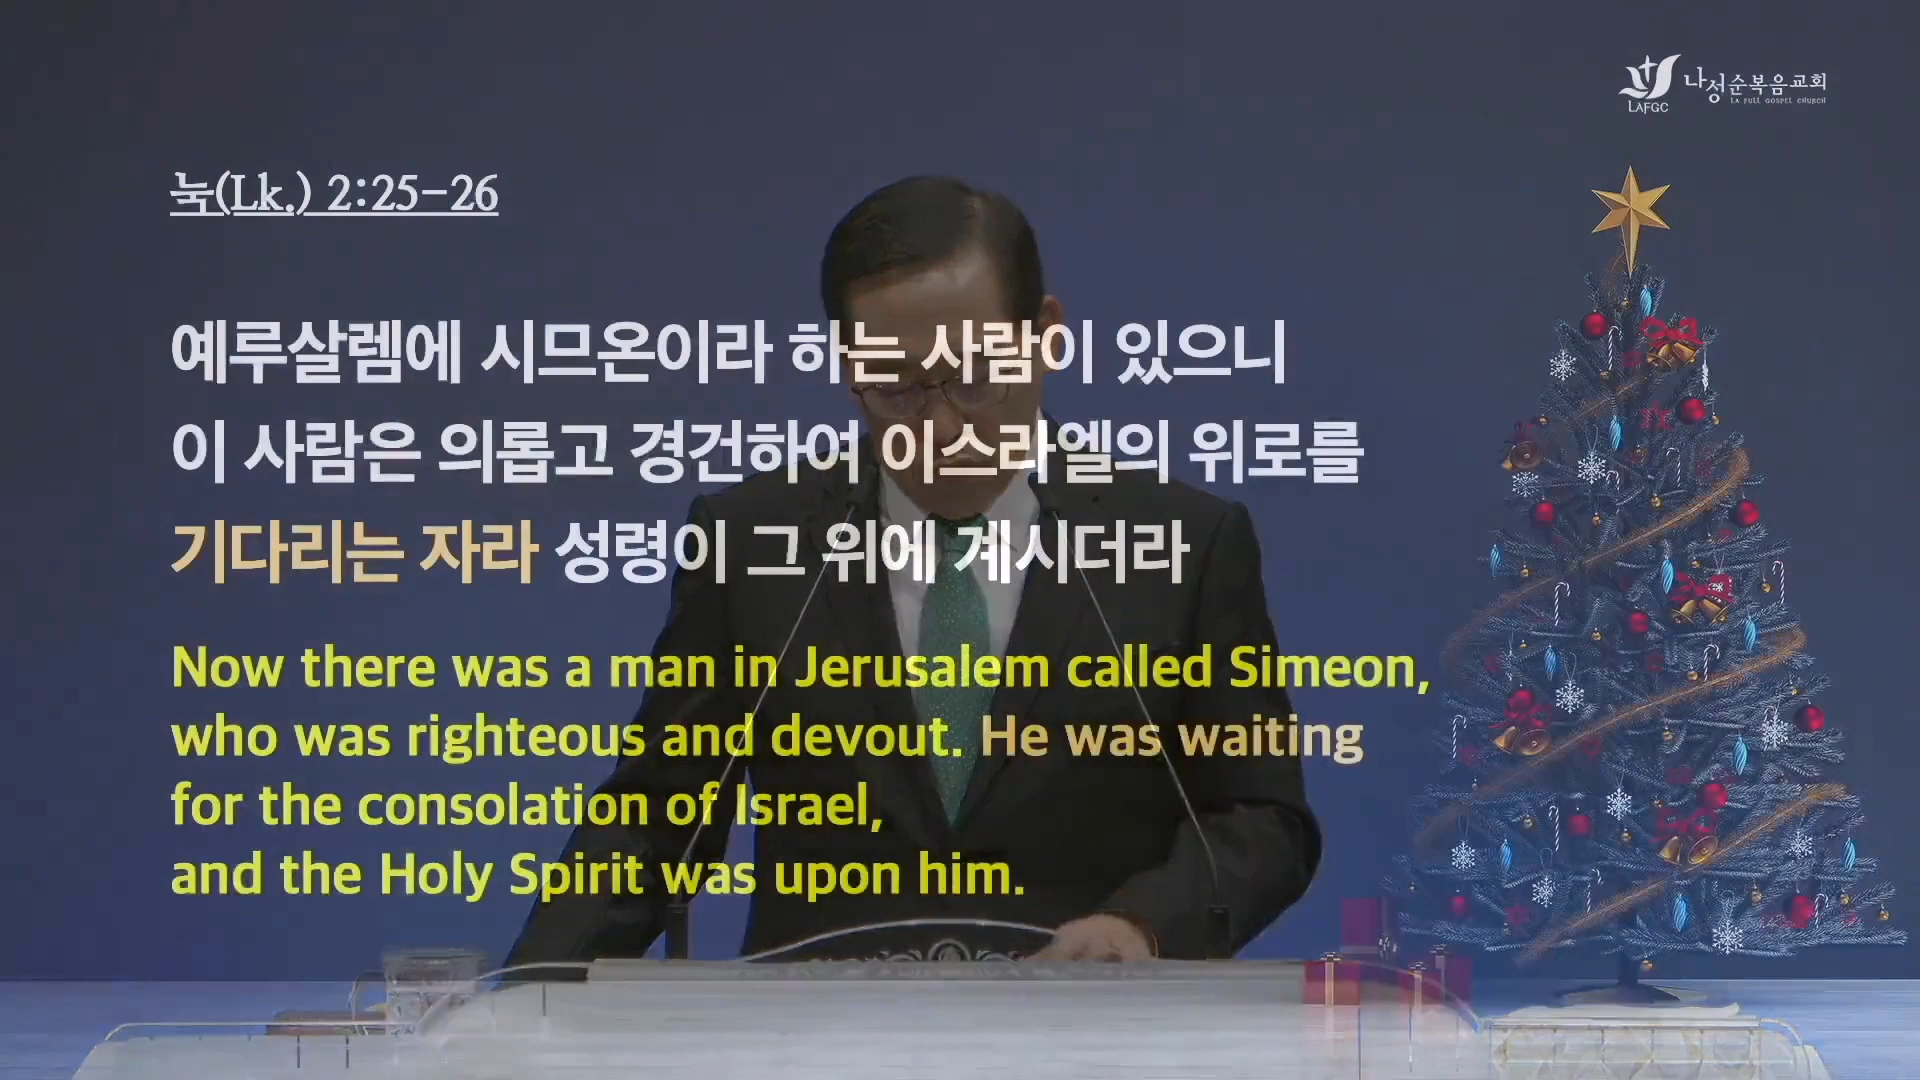 LAFGC
나성순복음교회
LA FULL GOSPEL CHURCH
눅(Lk.) 2:25-26
예루살렘에 시므온이라 하는 사람이 있으니
이 사람은 의롭고 경건하여 이스라엘의 위로를
기다리는 자라 성령이 그 위에 계시더라
Now there was a man in Jerusalem called Simeon,
who was righteous and devout. He was waiting
for the consolation of Israel,
and the Holy Spirit was upon him.